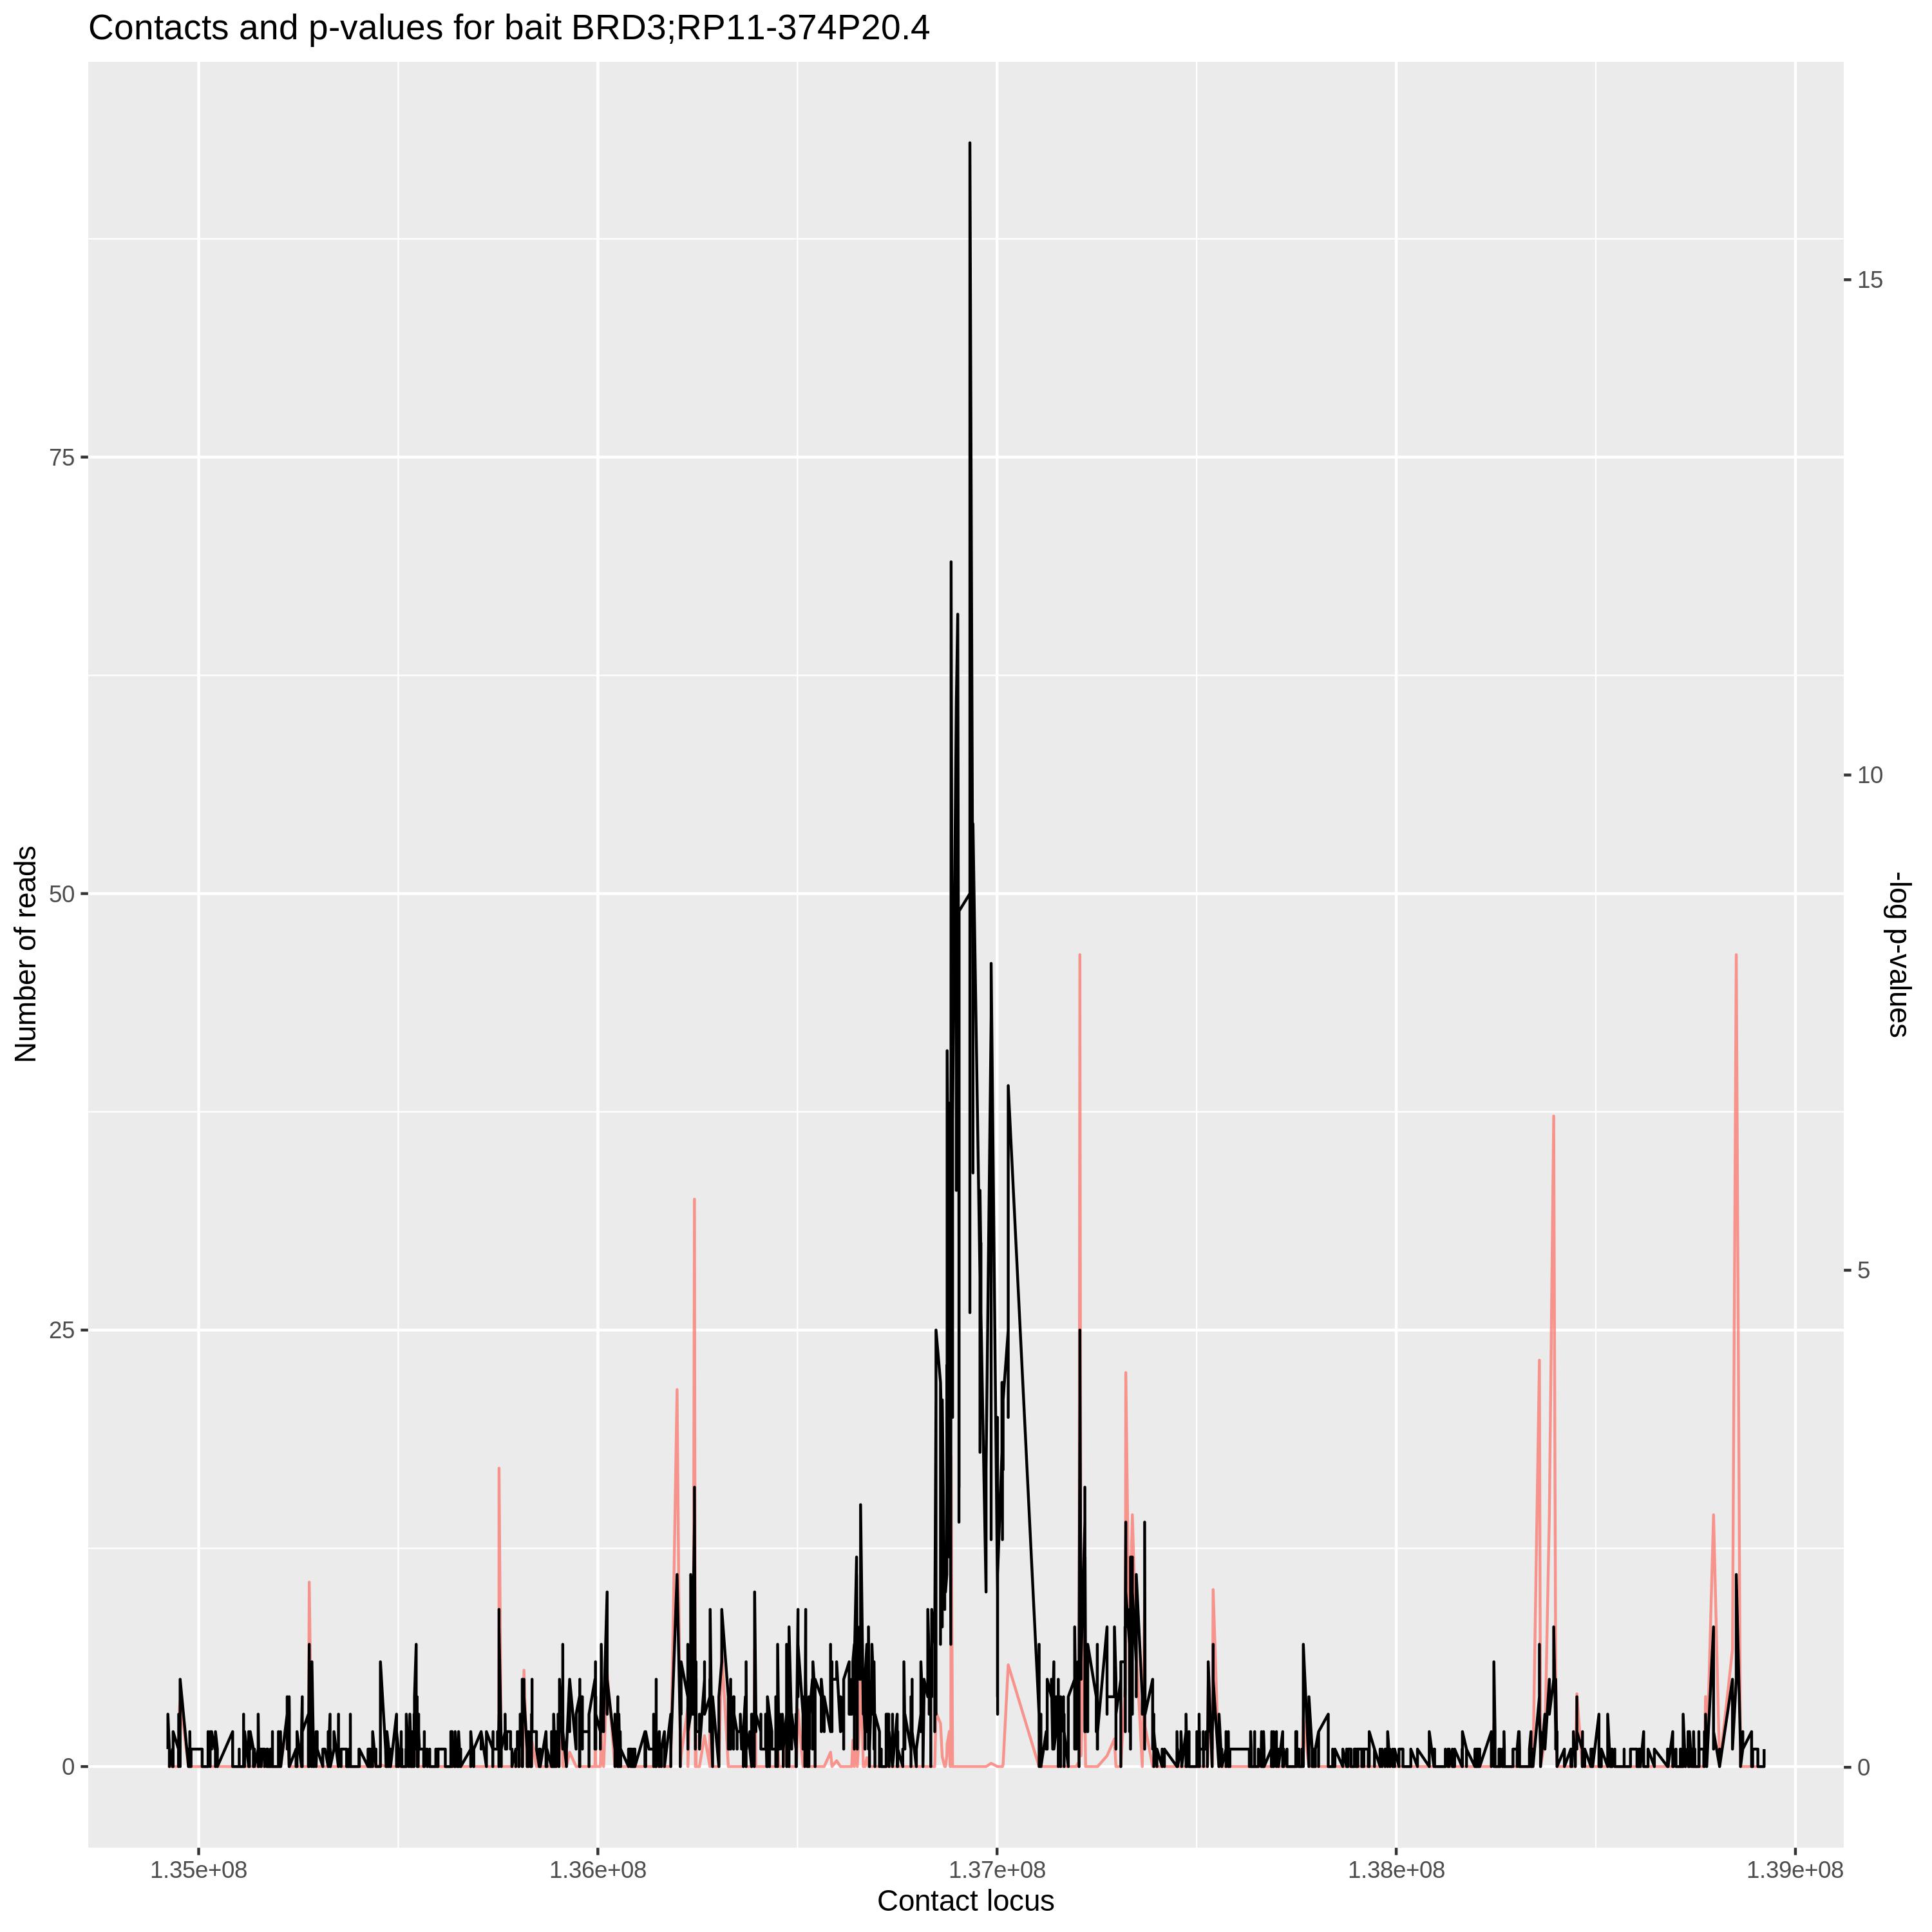 Contacts and p-values for bait BRD3;RP11-374P20.4
75
50
25
0
Number of reads
15
10
5
0
-log p-values
1.35e+08
1.36e+08
1.37e+08
1.38e+08
1.39e+08
Contact locus